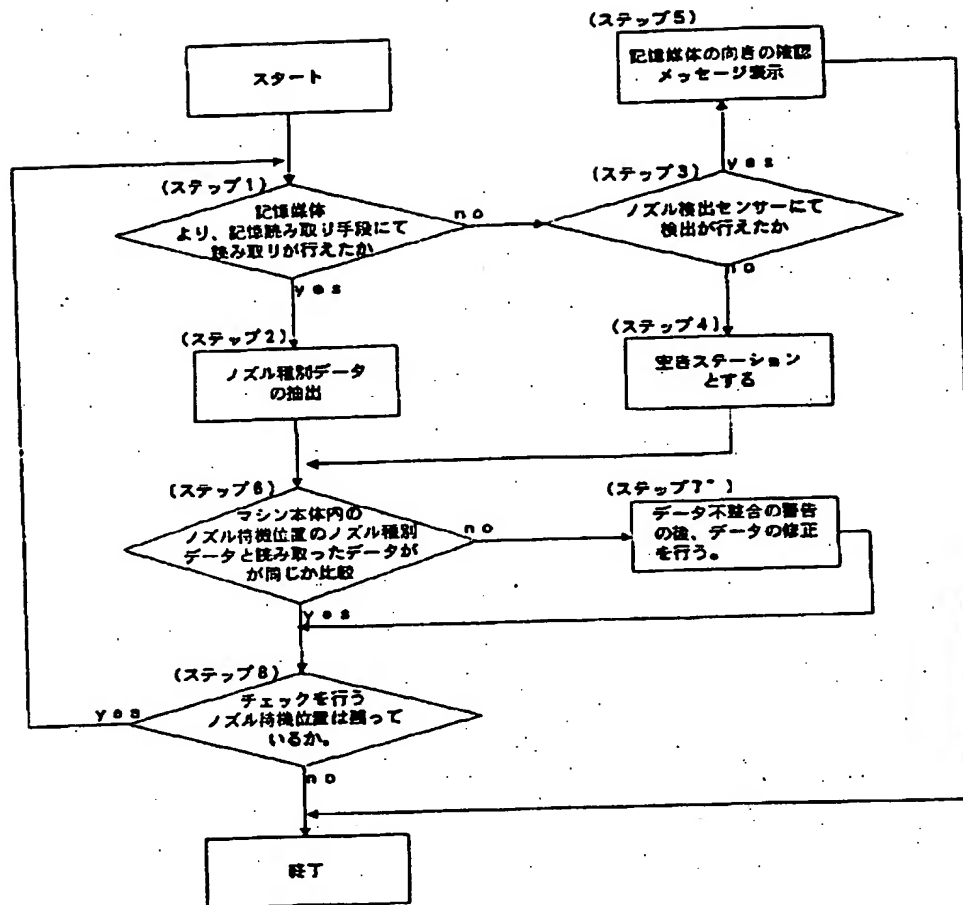 スタート
(ステップ1)
記憶媒体
より、記憶読み取り手段にて
読み取りが行えたか
no
yes
(ステップ2)
ノズル種別データ
の抽出
(ステップ3)
ノズル検出センサーにて
検出が行えたか
yes
no
(ステップ5)
記憶媒体の向きの確認
メッセージ表示
(ステップ4)
空きステーション
とする
(ステップ6)
マシン本体内の
ノズル待機位置のノズル種別
データと読み取ったデータが
が同じか比較
no
yes
(ステップ7)
データ不整合の警告
の後、データの修正
を行う。
(ステップ8)
チェックを行う
ノズル待機位置は残って
いるか。
yes
no
終了